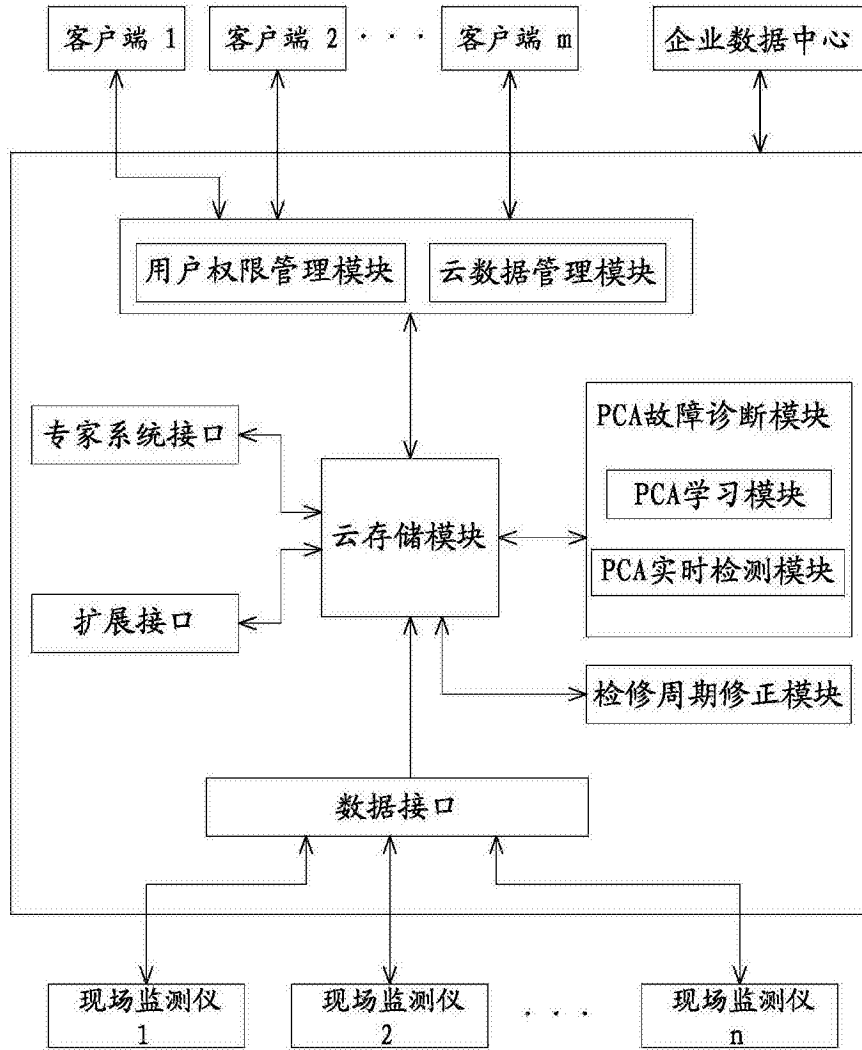 客户端 1
客户端 2
· · ·
客户端 m
企业数据中心
用户权限管理模块
云数据管理模块
专家系统接口
PCA故障诊断模块
PCA学习模块
云存储模块
PCA实时检测模块
扩展接口
检修周期修正模块
数据接口
现场监测仪
1
现场监测仪
2
· · ·
现场监测仪
n